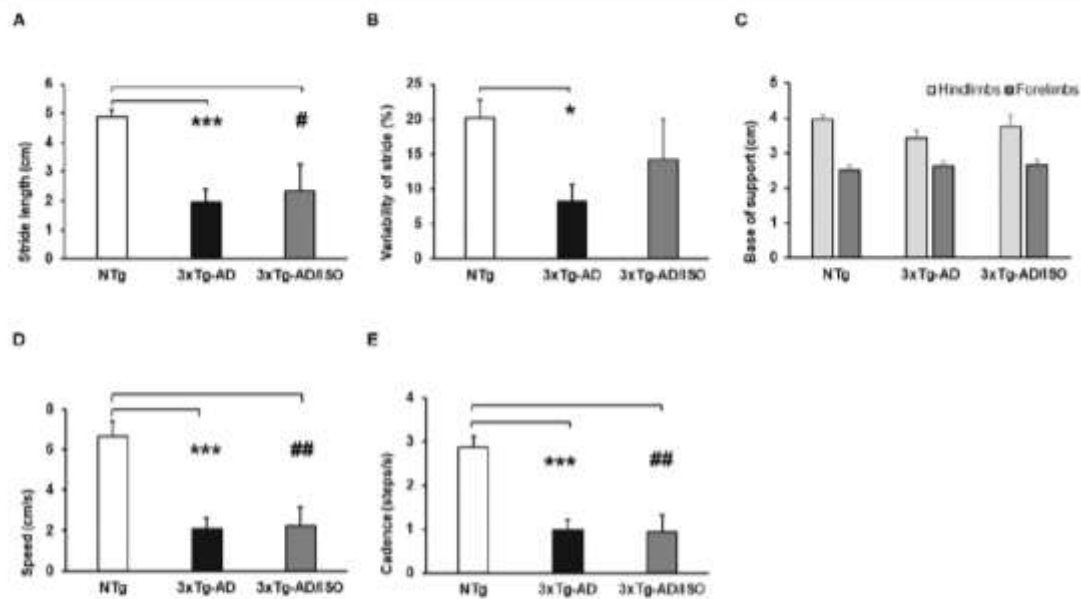 A
Stride length (cm)
6
5
4
3
2
1
0
***
#
NTg
3xTg-AD
3xTg-AD/ISO
B
Variability of stride (%)
25
20
15
10
5
0
*
NTg
3xTg-AD
3xTg-AD/ISO
C
Base of support (cm)
5
4
3
2
1
0
Hindlimbs Forelimbs
NTg
3xTg-AD
3xTg-AD/ISO
D
Speed (cm/s)
8
6
4
2
0
***
##
NTg
3xTg-AD
3xTg-AD/ISO
E
Cadence (steps/s)
4
3
2
1
0
***
##
NTg
3xTg-AD
3xTg-AD/ISO